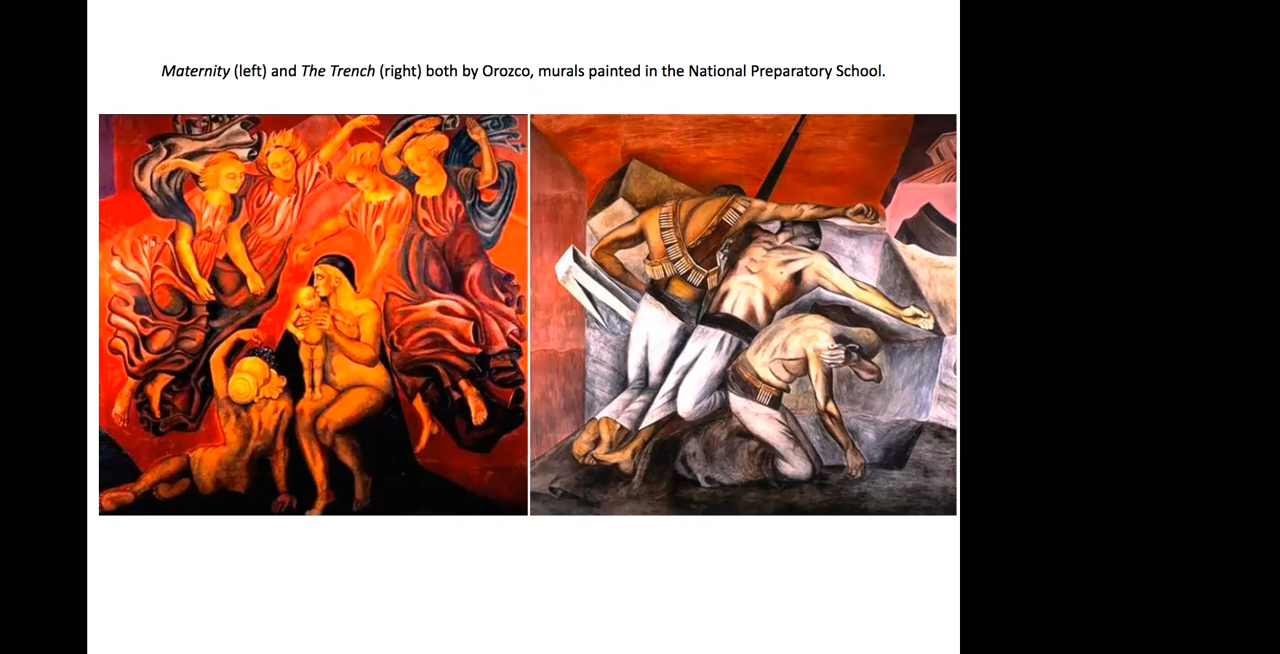 Maternity (left) and The Trench (right) both by Orozco, murals painted in the National Preparatory School.